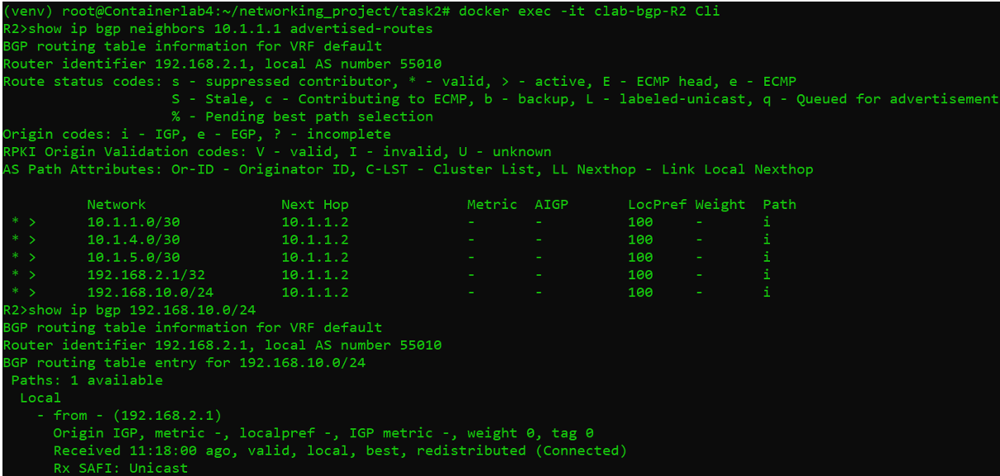 (venv) root@Containerlab4:~/networking_project/task2# docker exec -it clab-bgp-R2 Cli
R2>show ip bgp neighbors 10.1.1.1 advertised-routes
BGP routing table information for VRF default
Router identifier 192.168.2.1, local AS number 55010
Route status codes: s - suppressed contributor, * - valid, > - active, E - ECMP head, e - ECMP
                    S - Stale, c - Contributing to ECMP, b - backup, L - labeled-unicast, q - Queued for advertisement
                    % - Pending best path selection
Origin codes: i - IGP, e - EGP, ? - incomplete
RPKI Origin Validation codes: V - valid, I - invalid, U - unknown
AS Path Attributes: Or-ID - Originator ID, C-LST - Cluster List, LL Nexthop - Link Local Nexthop

          Network                Next Hop              Metric  AIGP       LocPref Weight  Path
 * >      10.1.1.0/30            10.1.1.2              -       -          100     -       i
 * >      10.1.4.0/30            10.1.1.2              -       -          100     -       i
 * >      10.1.5.0/30            10.1.1.2              -       -          100     -       i
 * >      192.168.2.1/32         10.1.1.2              -       -          100     -       i
 * >      192.168.10.0/24        10.1.1.2              -       -          100     -       i
R2>show ip bgp 192.168.10.0/24
BGP routing table information for VRF default
Router identifier 192.168.2.1, local AS number 55010
BGP routing table entry for 192.168.10.0/24
 Paths: 1 available
  Local
    - from - (192.168.2.1)
      Origin IGP, metric -, localpref -, IGP metric -, weight 0, tag 0
      Received 11:18:00 ago, valid, local, best, redistributed (Connected)
      Rx SAFI: Unicast